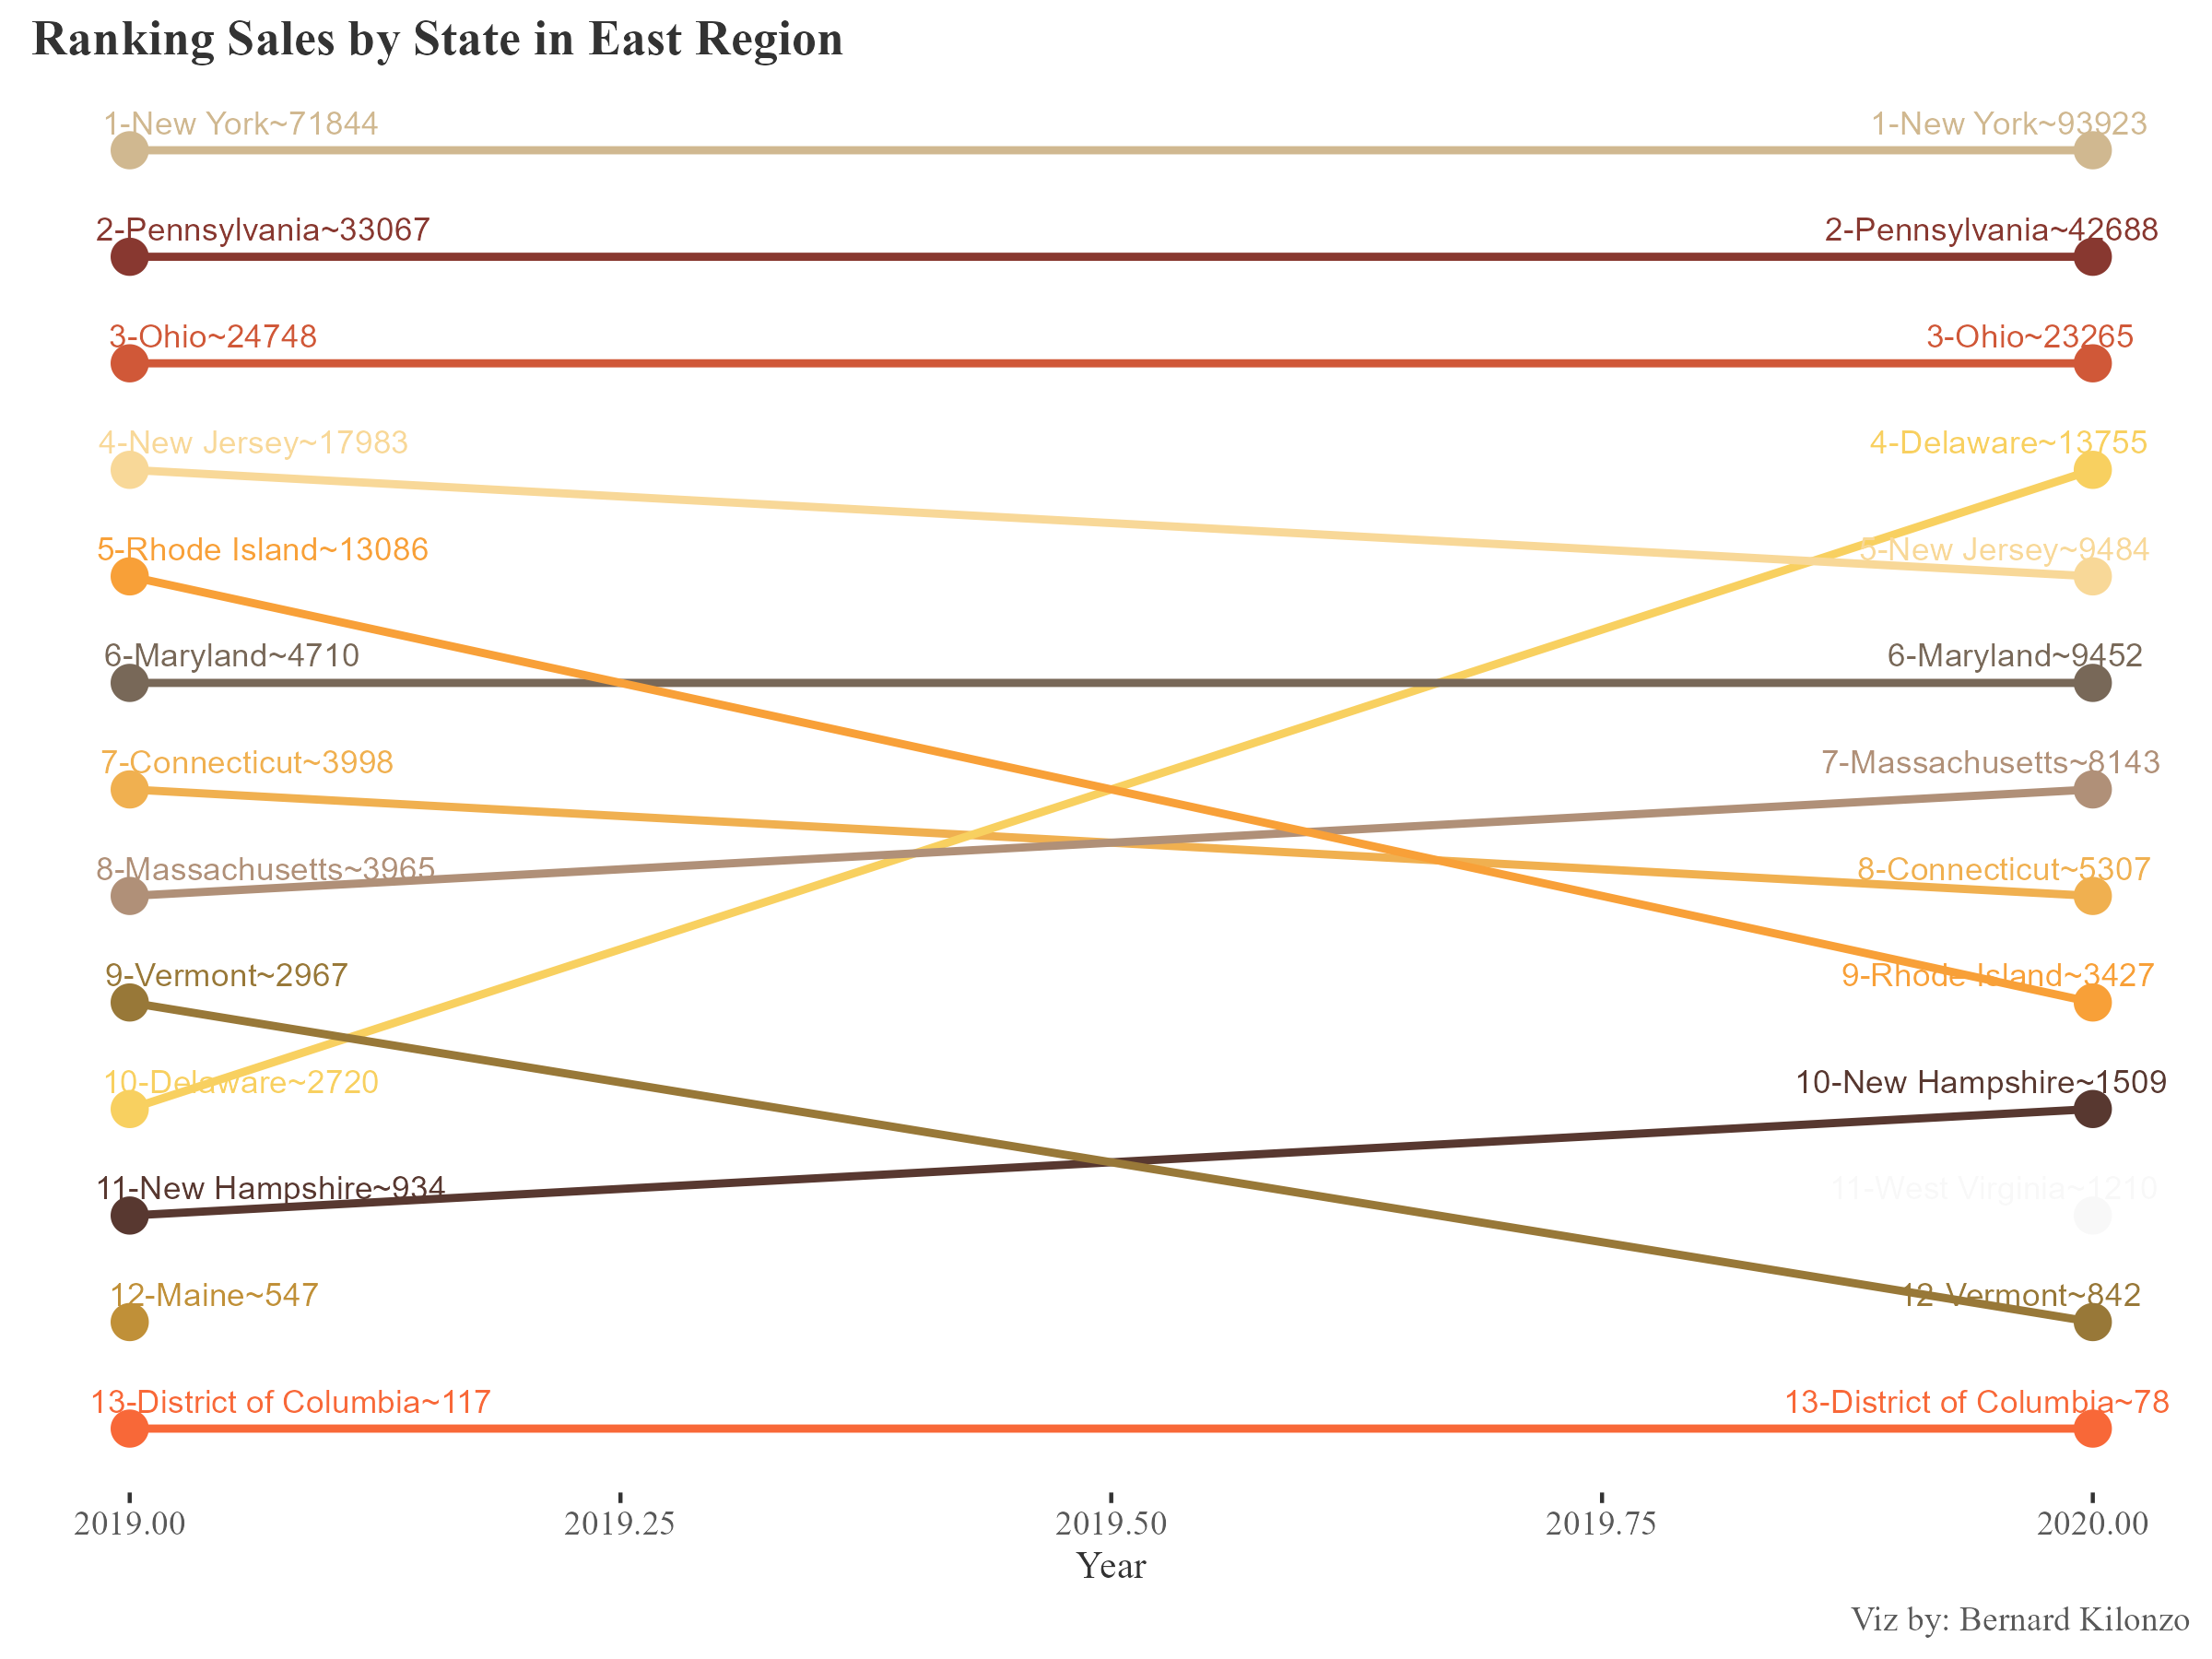 Ranking Sales by State in East Region
1-New York~71844
1-New York~93923
2-Pennsylvania~33067
2-Pennsylvania~42688
3-Ohio~24748
3-Ohio~23265
4-New Jersey~17983
4-Delaware~13755
5-Rhode Island~13086
5-New Jersey~9484
6-Maryland~4710
6-Maryland~9452
7-Connecticut~3998
7-Massachusetts~8143
8-Massachusetts~3965
8-Connecticut~5307
9-Vermont~2967
9-Rhode Island~3427
10-Delaware~2720
10-New Hampshire~1509
11-New Hampshire~934
11-West Virginia~1210
12-Maine~547
12-Vermont~842
13-District of Columbia~117
13-District of Columbia~78
2019.00
2019.25
2019.50
2019.75
2020.00
Year
Viz by: Bernard Kilonzo